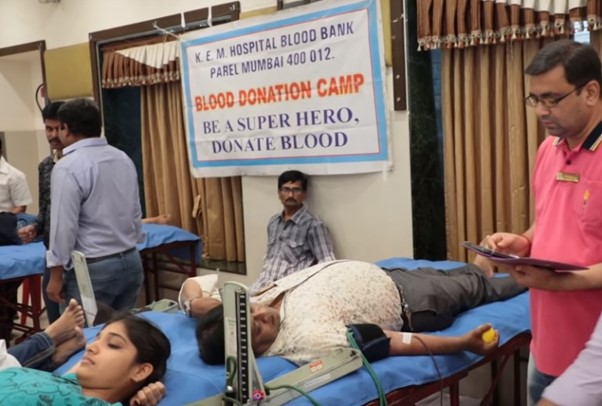 K. E. M. HOSPITAL BLOOD BANK
PAREL MUMBAI 400 012.
BLOOD DONATION CAMP
BE A SUPER HERO,
DONATE BLOOD